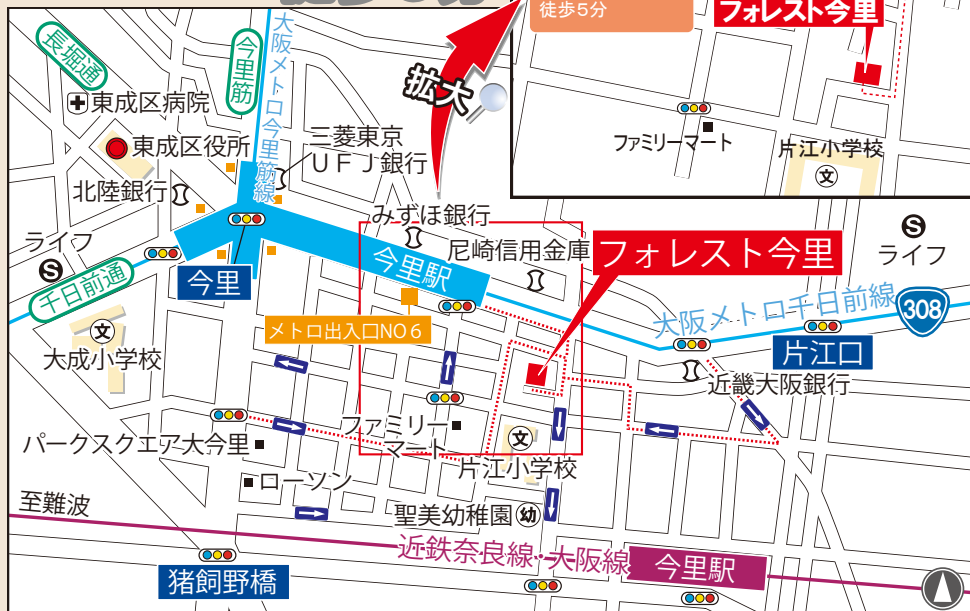 徒歩5分
フォレスト今里
拡大
ファミリーマート
片江小学校
文
長堀通
今里筋
大阪メトロ今里筋線
東成区病院
東成区役所
三菱東京
UFJ銀行
北陸銀行
みずほ銀行
尼崎信用金庫
フォレスト今里
ライフ
S
ライフ
S
千日前通
今里
今里駅
メトロ出入口NO6
大阪メトロ千日前線
308
片江口
文
大成小学校
近畿大阪銀行
パークスクエア大今里
ファミリー
マート
文
片江小学校
ローソン
至難波
聖美幼稚園
幼
近鉄奈良線・大阪線
今里駅
猪飼野橋